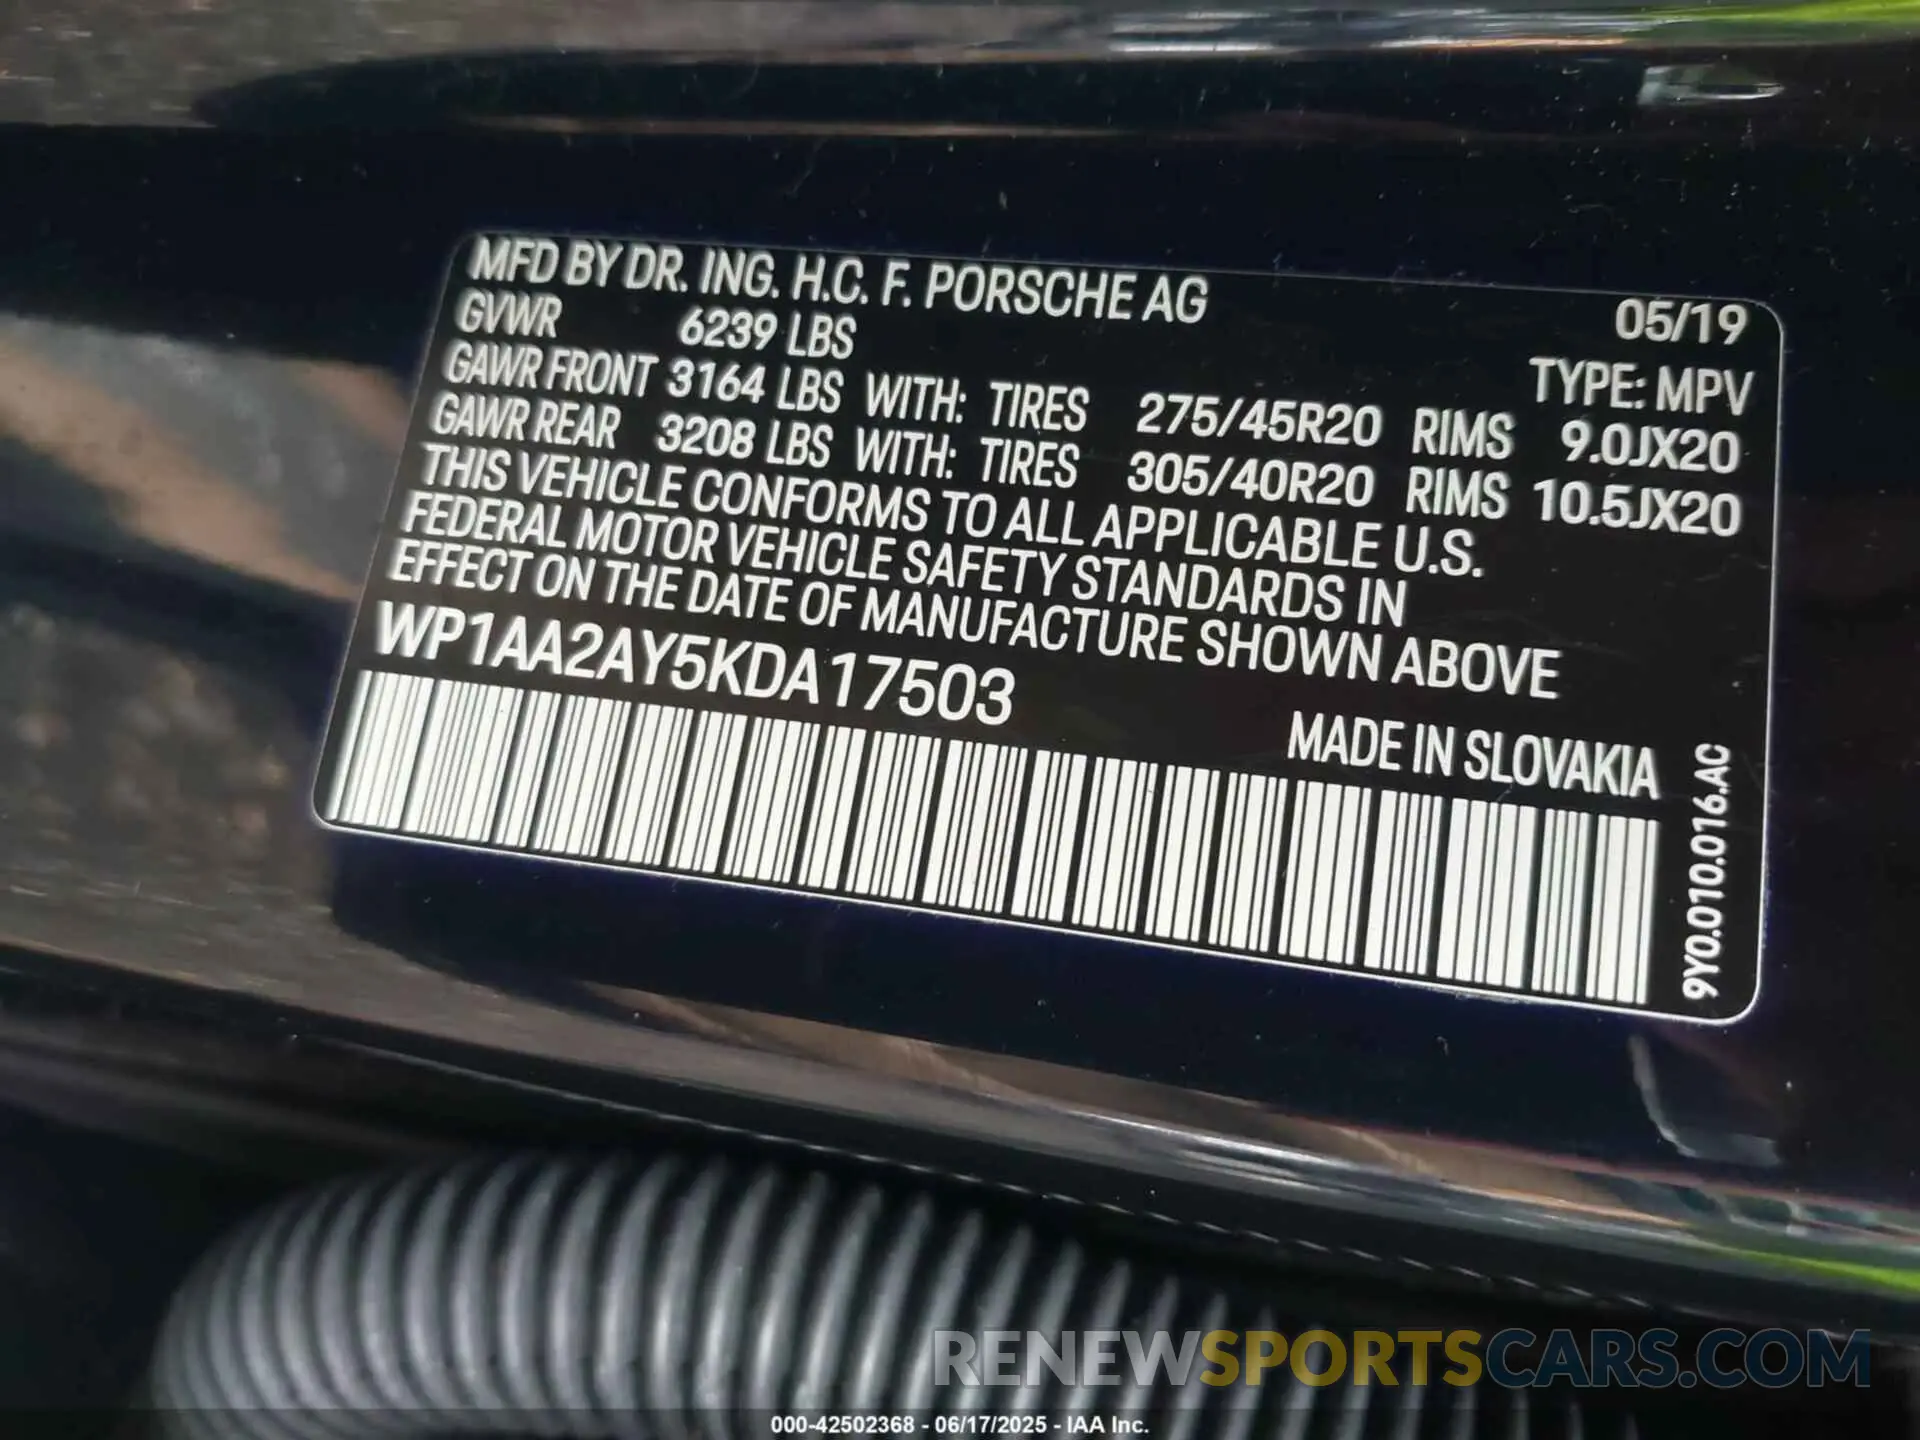 MFD BY DR. ING. H.C. F. PORSCHE AG 05/19
GVWR 6239 LBS TYPE: MPV
GAWR FRONT 3164 LBS WITH: TIRES 275/45R20 RIMS 9.0JX20
GAWR REAR 3208 LBS WITH: TIRES 305/40R20 RIMS 10.5JX20
THIS VEHICLE CONFORMS TO ALL APPLICABLE U.S.
FEDERAL MOTOR VEHICLE SAFETY STANDARDS IN
EFFECT ON THE DATE OF MANUFACTURE SHOWN ABOVE
WP1AA2AY5KDA17503
MADE IN SLOVAKIA
9Y0.010.016.AC
RENEWSPORTSCARS.COM
000-42502368 - 06/17/2025 - IAA Inc.